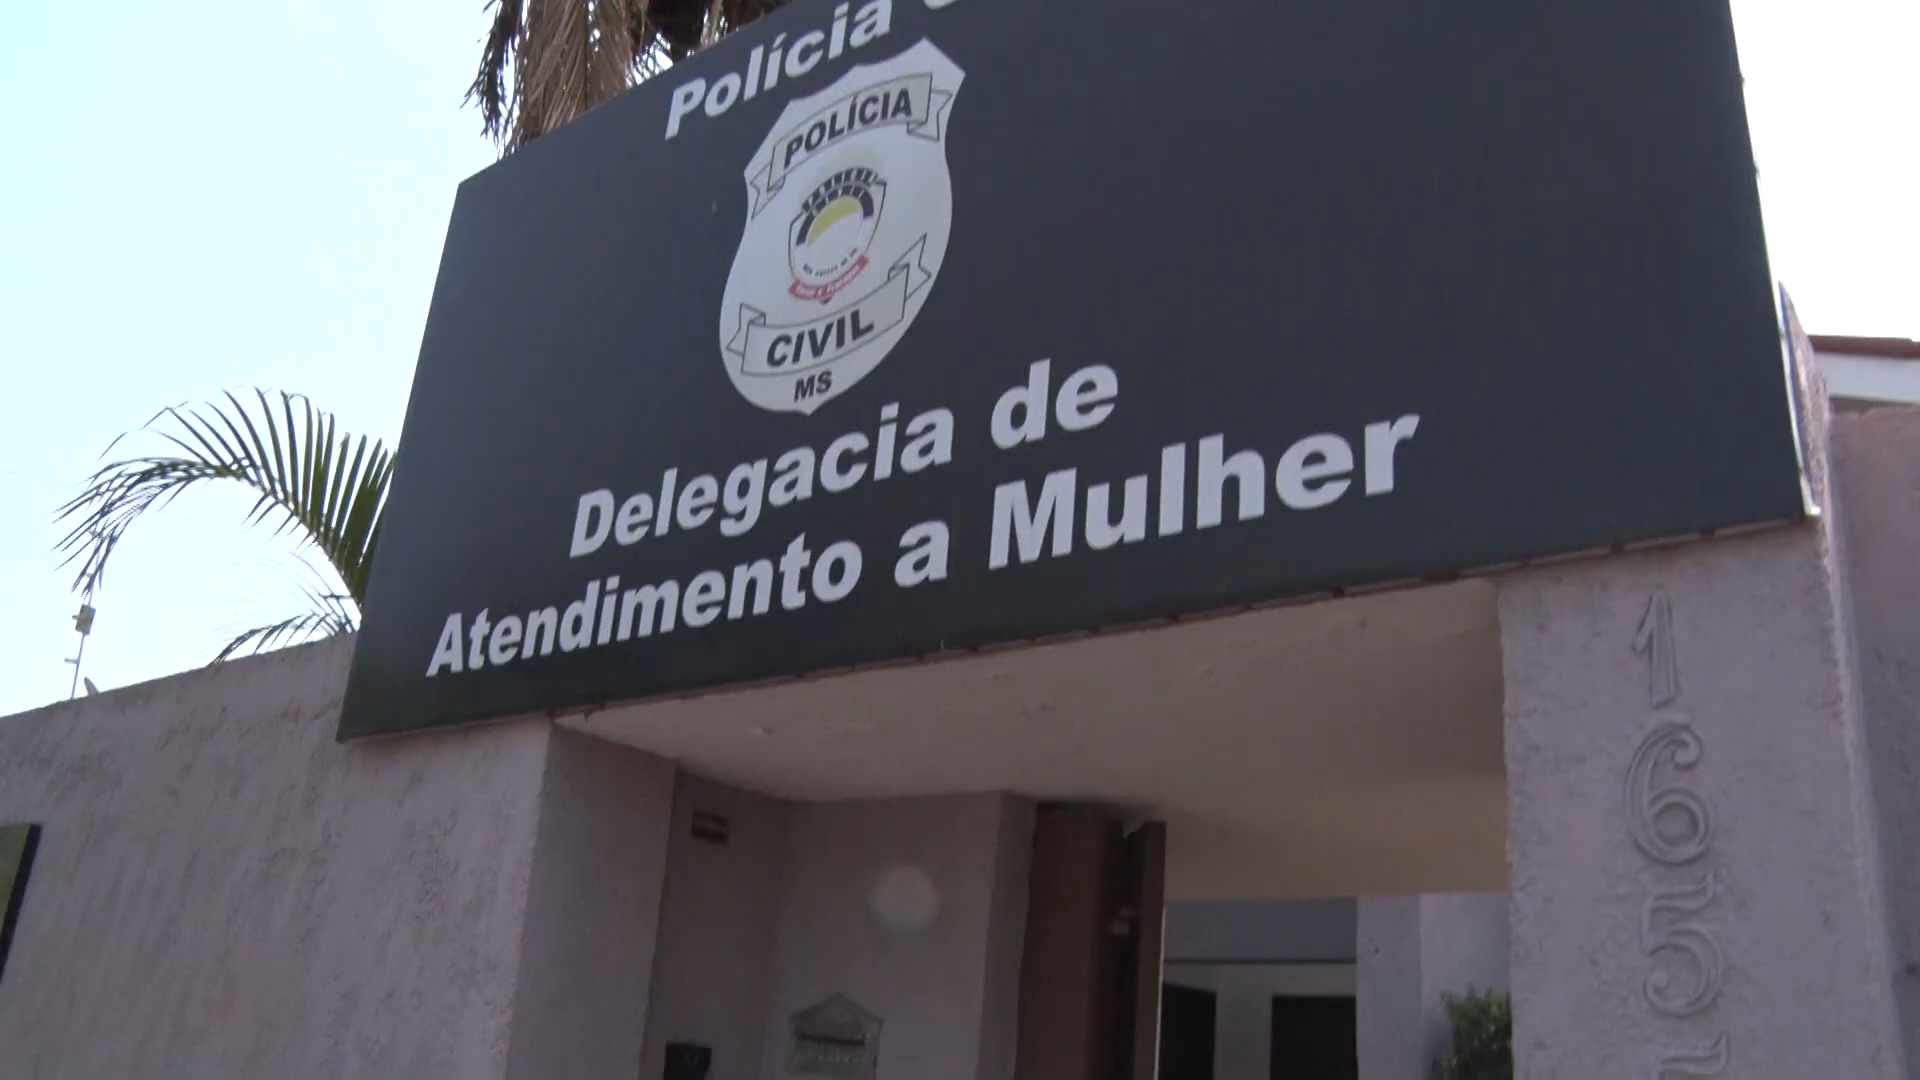 Polícia
POLÍCIA
CIVIL
MS
Delegacia de
Atendimento a Mulher
165